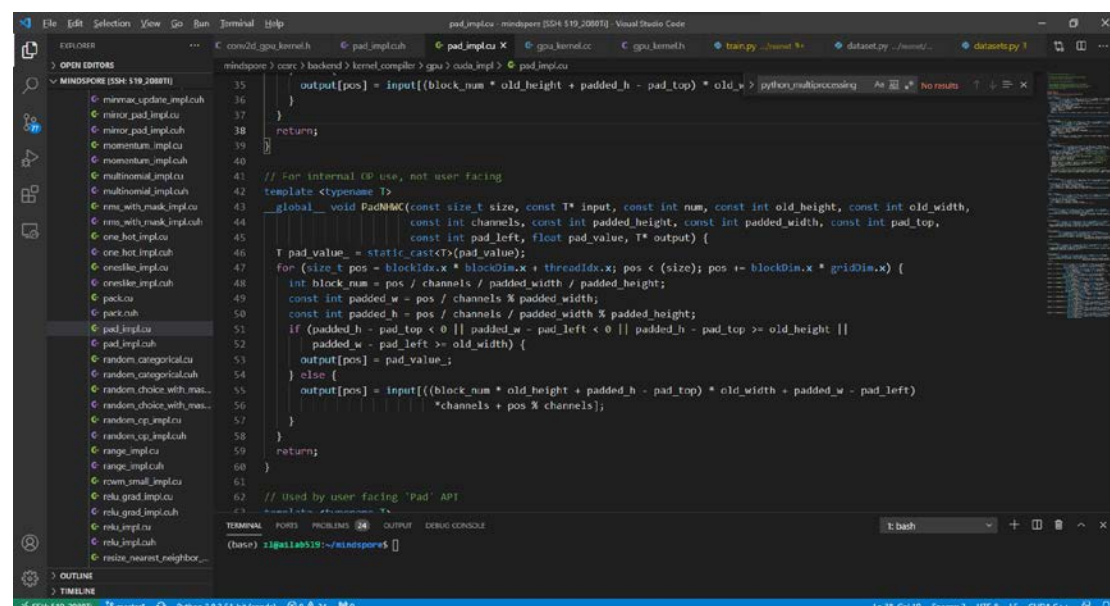 File Edit Selection View Go Run Terminal Help
pad_impl.cu - mindspore [SSH: 519_2080TI] - Visual Studio Code
EXPLORER
conv2d_gpu_kernel.h pad_impl.cuh pad_impl.cu gpu_kernel.cc gpu_kernel.h train.py dataset.py datasets.py 3
mindspore > ccsrc > backend > kernel_compiler > gpu > cuda_impl > pad_impl.cu
python_multiprocessing No results
OPEN EDITORS
MINDSPORE [SSH: 519_2080TI]
minmax_update_impl.cuh
mirror_pad_impl.cu
mirror_pad_impl.cuh
momentum_impl.cu
momentum_impl.cuh
multinomial_impl.cu
multinomial_impl.cuh
nms_with_mask_impl.cu
nms_with_mask_impl.cuh
one_hot_impl.cu
one_hot_impl.cuh
oneslike_impl.cu
oneslike_impl.cuh
pack.cu
pack.cuh
pad_impl.cu
pad_impl.cuh
random_categorical.cu
random_categorical.cuh
random_choice_with_mas...
random_choice_with_mas...
random_op_impl.cu
random_op_impl.cuh
range_impl.cu
range_impl.cuh
rcwm_small_impl.cu
relu_grad_impl.cu
relu_grad_impl.cuh
relu_impl.cu
relu_impl.cuh
resize_nearest_neighbor_...
OUTLINE
TIMELINE
35 output[pos] = input[(block_num * old_height + padded_h - pad_top) * old_w
36 }
37 }
38 return;
39 }
40
41 // For internal OP use, not user facing
42 template <typename T>
43 __global__ void PadNHWC(const size_t size, const T* input, const int num, const int old_height, const int old_width,
44 const int channels, const int padded_height, const int padded_width, const int pad_top,
45 const int pad_left, float pad_value, T* output) {
46 T pad_value_ = static_cast<T>(pad_value);
47 for (size_t pos = blockIdx.x * blockDim.x + threadIdx.x; pos < (size); pos += blockDim.x * gridDim.x) {
48 int block_num = pos / channels / padded_width / padded_height;
49 const int padded_w = pos / channels % padded_width;
50 const int padded_h = pos / channels / padded_width % padded_height;
51 if (padded_h - pad_top < 0 || padded_w - pad_left < 0 || padded_h - pad_top >= old_height ||
52 padded_w - pad_left >= old_width) {
53 output[pos] = pad_value_;
54 } else {
55 output[pos] = input[((block_num * old_height + padded_h - pad_top) * old_width + padded_w - pad_left)
56 *channels + pos % channels];
57 }
58 }
59 return;
60 }
61
62 // Used by user facing 'Pad' API
TERMINAL PORTS PROBLEMS 24 OUTPUT DEBUG CONSOLE
1: bash
(base) zl@ailab519:~/mindspore$